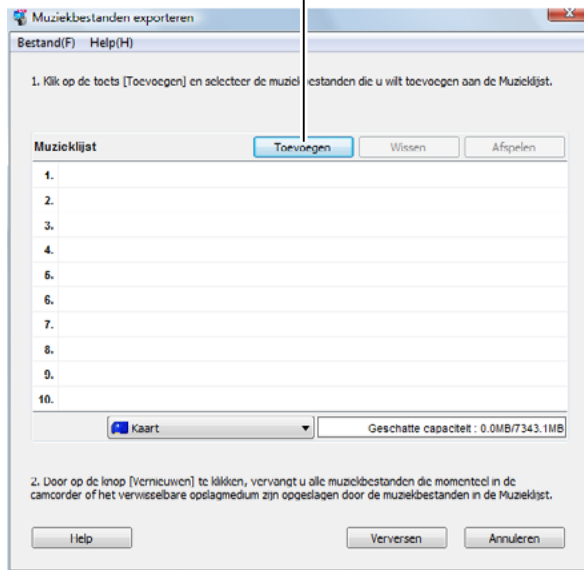 Muziekbestanden exporteren
Bestand(F) Help(H)
1. Klik op de toets [Toevoegen] en selecteer de muziekbestanden die u wilt toevoegen aan de Muzieklijst.
Muzieklijst Toevoegen Wissen Afspelen
1.
2.
3.
4.
5.
6.
7.
8.
9.
10.
Kaart Geschatte capaciteit : 0.0MB/7343.1MB
2. Door op de knop [Vernieuwen] te klikken, vervangt u alle muziekbestanden die momenteel in de
camcorder of het verwisselbare opslagmedium zijn opgeslagen door de muziekbestanden in de Muzieklijst.
Help Verversen Annuleren